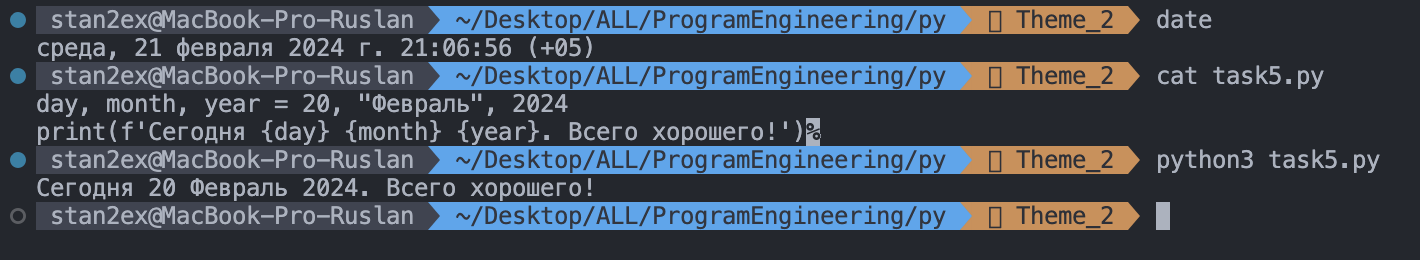 stan2ex@MacBook-Pro-Ruslan ~/Desktop/ALL/ProgramEngineering/py Theme_2 date
среда, 21 февраля 2024 г. 21:06:56 (+05)
stan2ex@MacBook-Pro-Ruslan ~/Desktop/ALL/ProgramEngineering/py Theme_2 cat task5.py
day, month, year = 20, "Февраль", 2024
print(f'Сегодня {day} {month} {year}. Всего хорошего!')%
stan2ex@MacBook-Pro-Ruslan ~/Desktop/ALL/ProgramEngineering/py Theme_2 python3 task5.py
Сегодня 20 Февраль 2024. Всего хорошего!
stan2ex@MacBook-Pro-Ruslan ~/Desktop/ALL/ProgramEngineering/py Theme_2